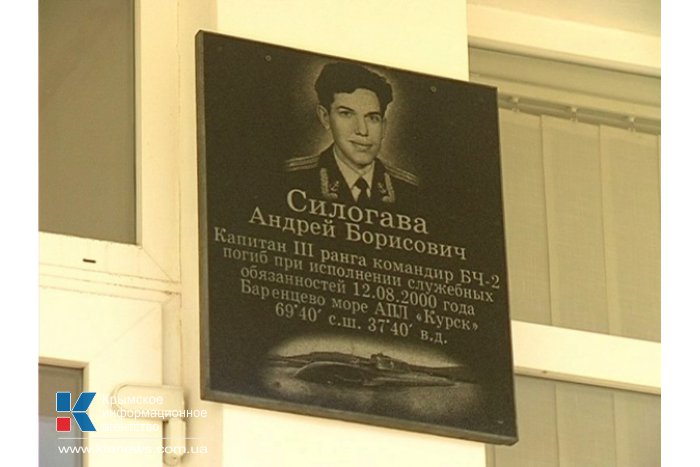 Силогава
Андрей Борисович
Капитан III ранга командир БЧ-2
погиб при исполнении служебных
обязанностей 12.08.2000 года
Баренцево море АПЛ «Курск»
69°40' с.ш. 37°40' в.д.
К
Крымское
информационное
агентство